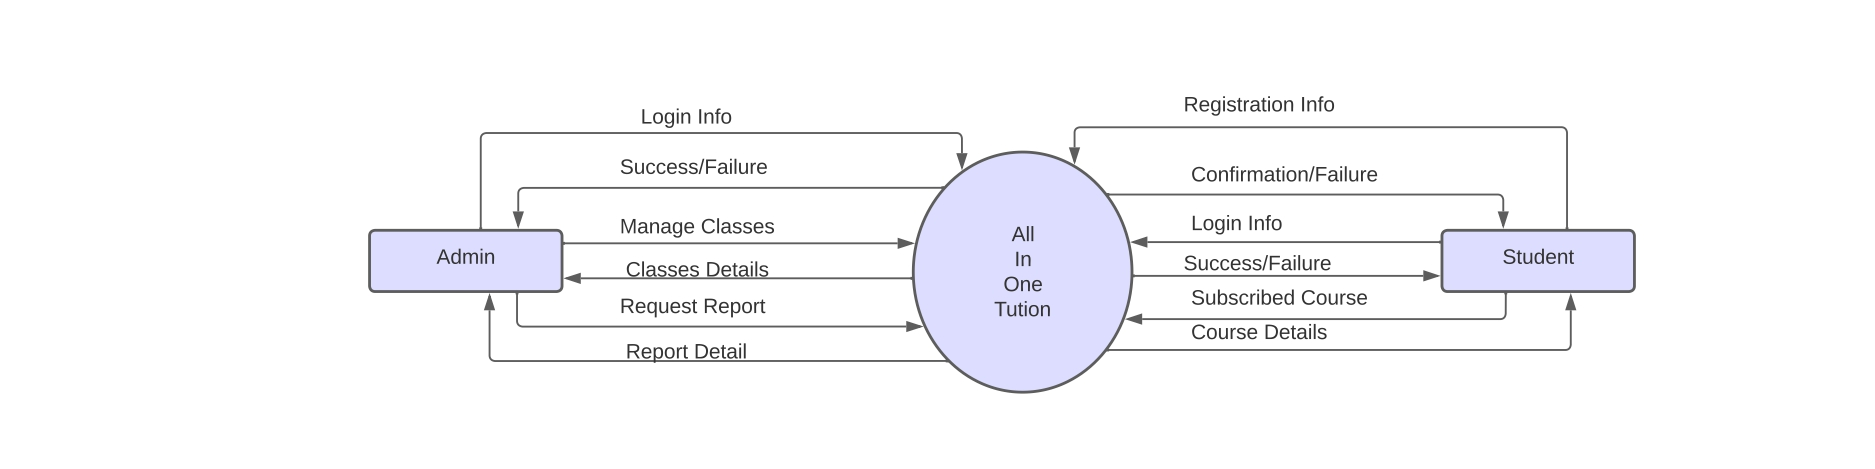 Login Info
Success/Failure
Manage Classes
Classes Details
Request Report
Report Detail
Admin
All
In
One
Tution
Registration Info
Confirmation/Failure
Login Info
Success/Failure
Subscribed Course
Course Details
Student